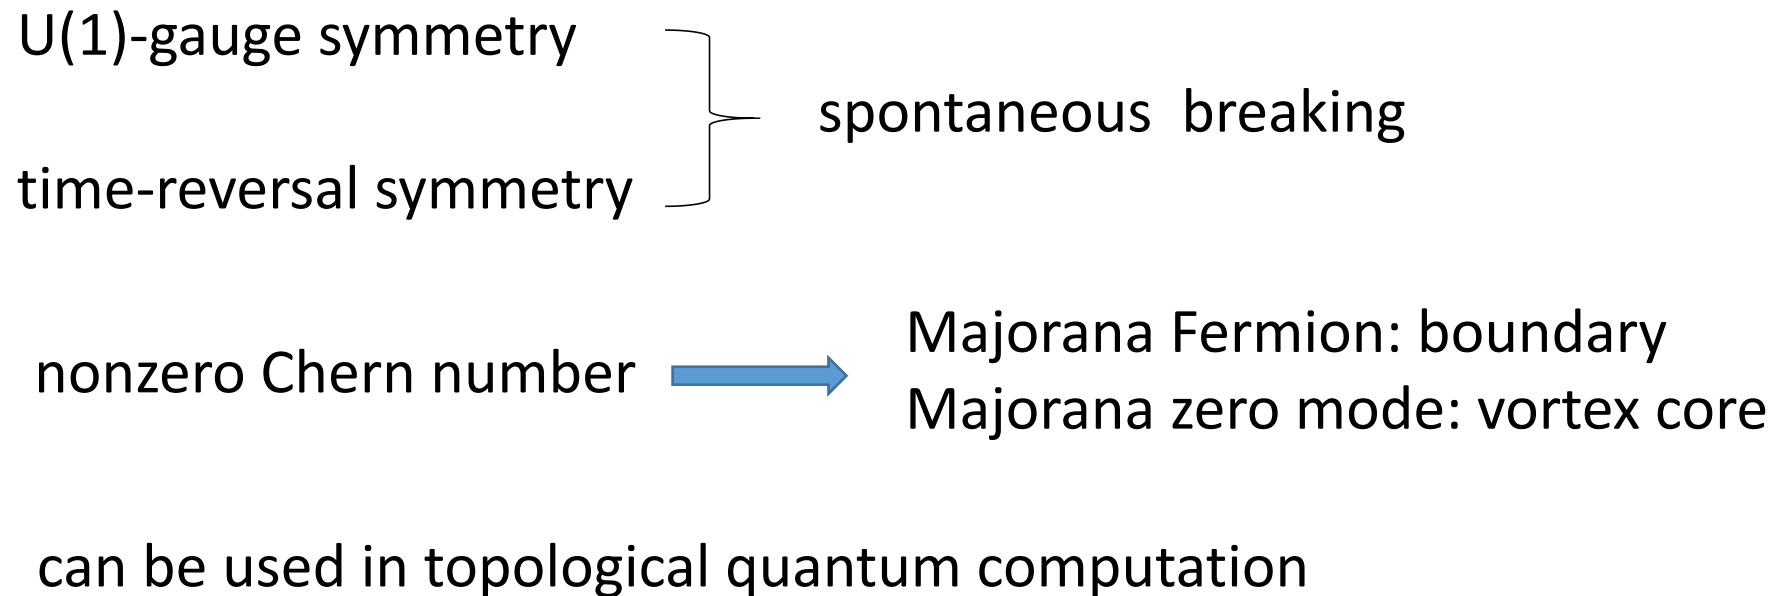 U(1)-gauge symmetry
spontaneous breaking
time-reversal symmetry
nonzero Chern number
Majorana Fermion: boundary
Majorana zero mode: vortex core
can be used in topological quantum computation